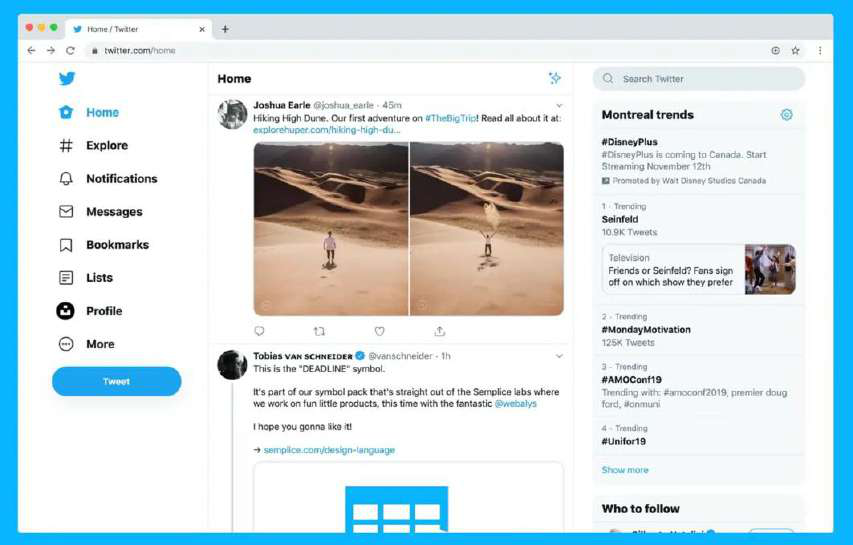 Home / Twitter
twitter.com/home
Home
Explore
Notifications
Messages
Bookmarks
Lists
Profile
More
Tweet
Home
Joshua Earle @joshua_earle · 45m
Hiking High Dune. Our first adventure on #TheBigTrip! Read all about it at:
explorehuper.com/hiking-high-du...
Tobias VAN SCHNEIDER @vanschneider · 1h
This is the "DEADLINE" symbol.
It's part of our symbol pack that's straight out of the Semplice labs where
we work on fun little products, this time with the fantastic @webalys
I hope you gonna like it!
→ semplice.com/design-language
Search Twitter
Montreal trends
#DisneyPlus
#DisneyPlus is coming to Canada. Start
Streaming November 12th
Promoted by Walt Disney Studios Canada
1 · Trending
Seinfeld
10.9K Tweets
Television
Friends or Seinfeld? Fans sign
off on which show they prefer
2 · Trending
#MondayMotivation
125K Tweets
3 · Trending
#AMOConf19
Trending with: #amoconf2019, premier doug
ford, #onmuni
4 · Trending
#Unifor19
Show more
Who to follow